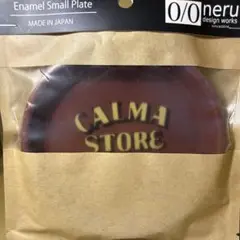 Enamel Small Plate
MADE IN JAPAN
0/0 neru
design works
CALMA
STORE